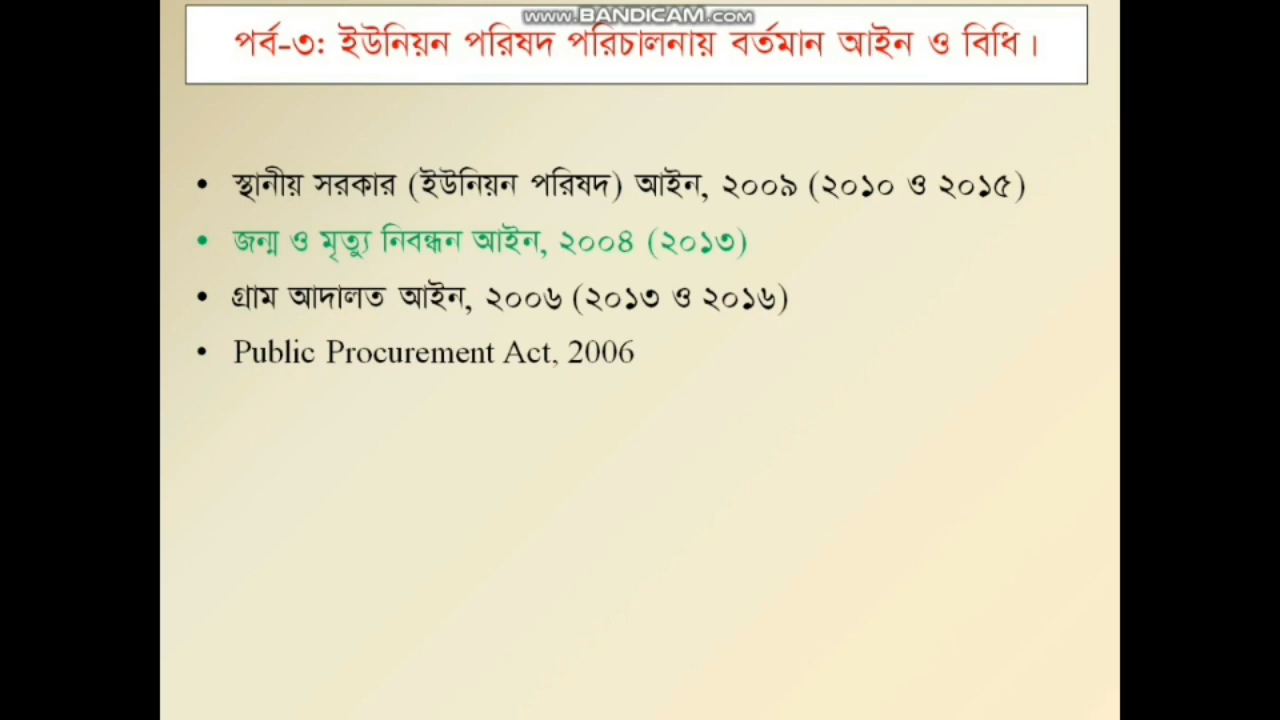 www.BANDICAM.com
পর্ব-৩: ইউনিয়ন পরিষদ পরিচালনায় বর্তমান আইন ও বিধি।
• স্থানীয় সরকার (ইউনিয়ন পরিষদ) আইন, ২০০৯ (২০১০ ও ২০১৫)
• জন্ম ও মৃত্যু নিবন্ধন আইন, ২০০৪ (২০১৩)
• গ্রাম আদালত আইন, ২০০৬ (২০১৩ ও ২০১৬)
• Public Procurement Act, 2006